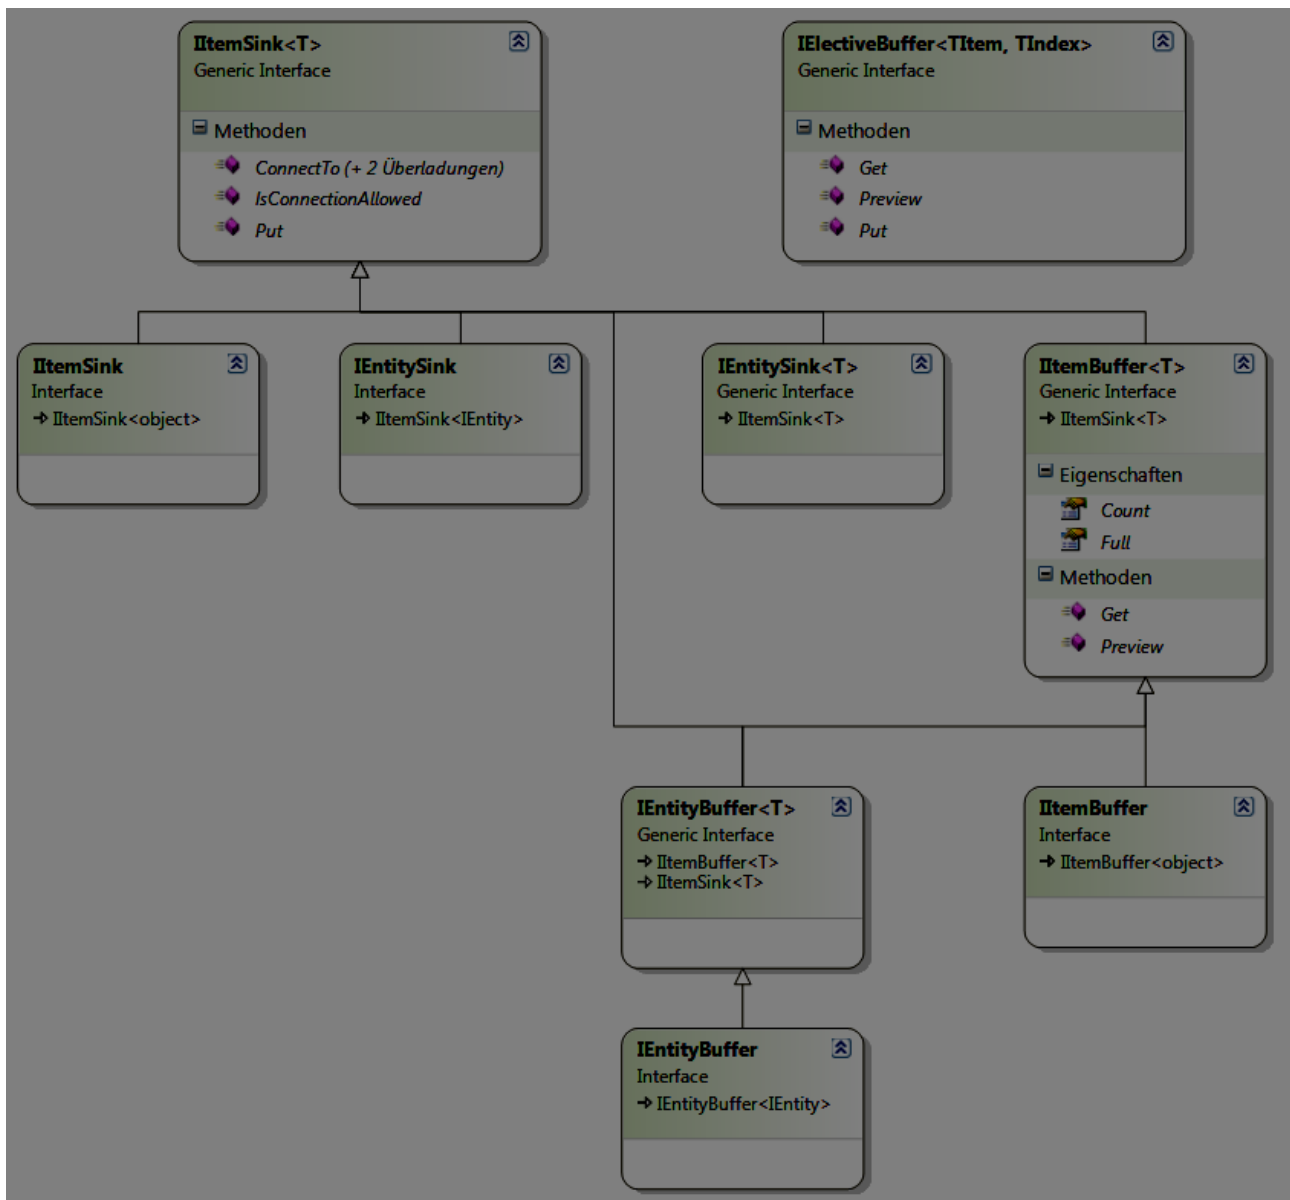 IItemSink<T>
Generic Interface
Methoden
ConnectTo (+ 2 Überladungen)
IsConnectionAllowed
Put
IElectiveBuffer<TItem, TIndex>
Generic Interface
Methoden
Get
Preview
Put
IItemSink
Interface
IItemSink<object>
IEntitySink
Interface
IItemSink<IEntity>
IEntitySink<T>
Generic Interface
IItemSink<T>
IItemBuffer<T>
Generic Interface
IItemSink<T>
Eigenschaften
Count
Full
Methoden
Get
Preview
IEntityBuffer<T>
Generic Interface
IItemBuffer<T>
IItemSink<T>
IItemBuffer
Interface
IItemBuffer<object>
IEntityBuffer
Interface
IEntityBuffer<IEntity>